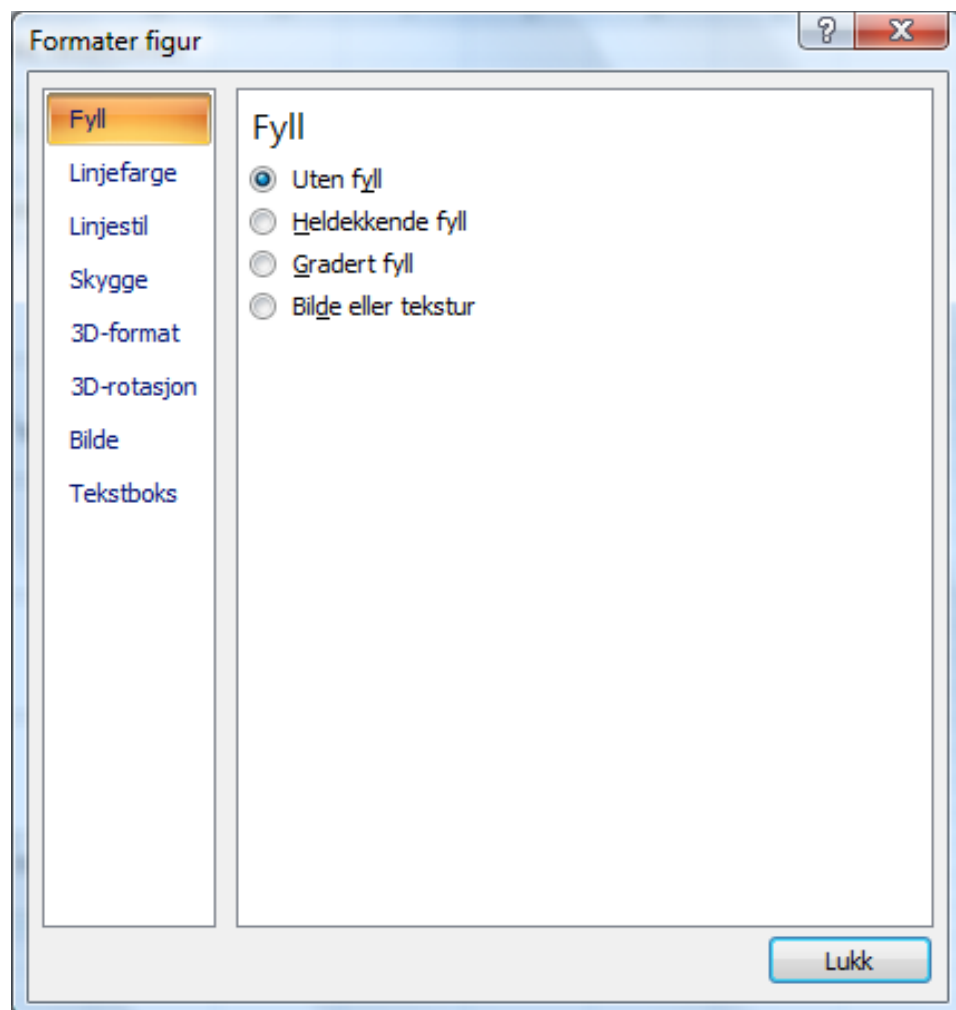 Formater figur
Fyll
Linjefarge
Linjestil
Skygge
3D-format
3D-rotasjon
Bilde
Tekstboks
Fyll
Uten fyll
Heldekkende fyll
Gradert fyll
Bilde eller tekstur
Lukk